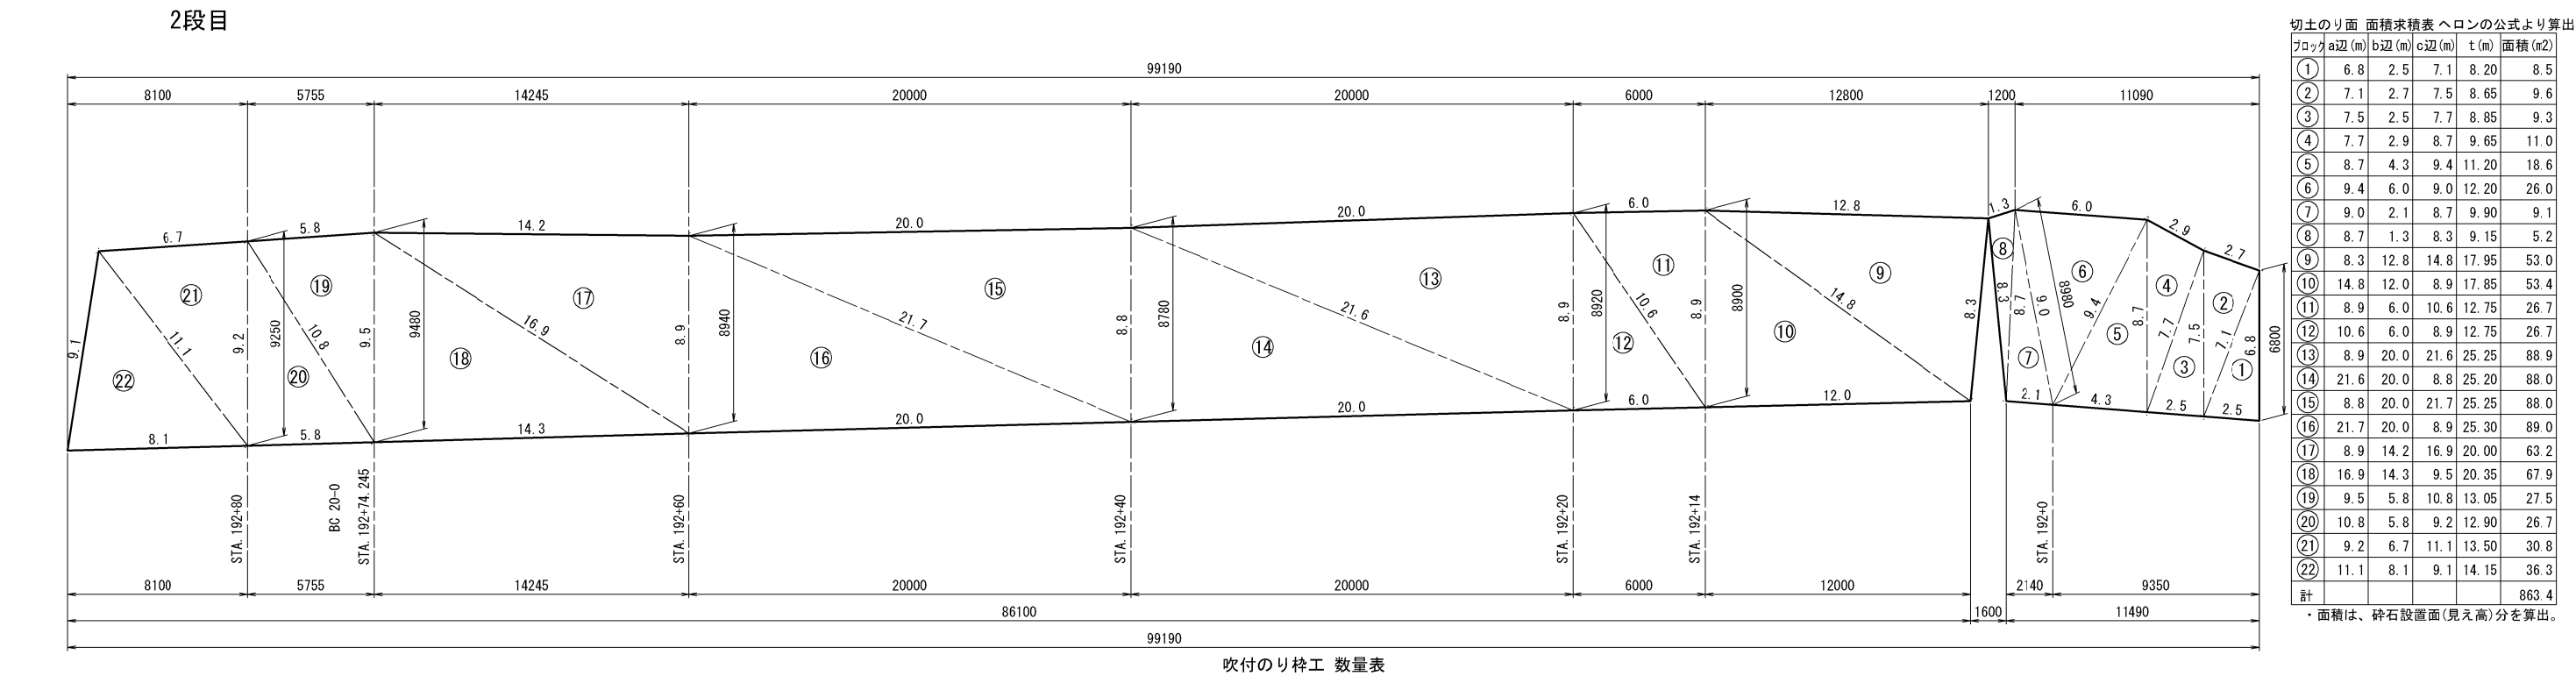 2段目
99190
8100 5755 14245 20000 20000 6000 12800 1200 11090
6.7 5.8 14.2 20.0 20.0 6.0 12.8 1.3 6.0 2.9 2.7
9.1 ㉒ 11.1 ㉑ 9.2 9250 ⑳ 10.8 ⑲ 9.5 9480 ⑱ 16.9 ⑰ 8.9 8940 ⑯ 21.7 ⑮ 8.8 8780 ⑭ 21.6 ⑬ 8.9 8920 ⑫ 10.6 ⑪ 8.9 8900 ⑩ 14.8 ⑨ 8.3 8.3 ⑧ 8.7 ⑦ 9.0 8980 ⑥ 9.4 ⑤ 8.7 ④ 7.7 ③ 7.5 ② 7.1 ① 6.8 6800
8.1 5.8 14.3 20.0 20.0 6.0 12.0 2.1 4.3 2.5 2.5
STA.192+80
BC 20-0
STA.192+74.245
STA.192+60
STA.192+40
STA.192+20
STA.192+14
STA.192+0
8100 5755 14245 20000 20000 6000 12000 2140 9350
86100 1600 11490
99190
吹付のり枠工 数量表
切土のり面 面積求積表 ヘロンの公式より算出
ブロック a辺(m) b辺(m) c辺(m) t(m) 面積(m2)
① 6.8 2.5 7.1 8.20 8.5
② 7.1 2.7 7.5 8.65 9.6
③ 7.5 2.5 7.7 8.85 9.3
④ 7.7 2.9 8.7 9.65 11.0
⑤ 8.7 4.3 9.4 11.20 18.6
⑥ 9.4 6.0 9.0 12.20 26.0
⑦ 9.0 2.1 8.7 9.90 9.1
⑧ 8.7 1.3 8.3 9.15 5.2
⑨ 8.3 12.8 14.8 17.95 53.0
⑩ 14.8 12.0 8.9 17.85 53.4
⑪ 8.9 6.0 10.6 12.75 26.7
⑫ 10.6 6.0 8.9 12.75 26.7
⑬ 8.9 20.0 21.6 25.25 88.9
⑭ 21.6 20.0 8.8 25.20 88.0
⑮ 8.8 20.0 21.7 25.25 88.0
⑯ 21.7 20.0 8.9 25.30 89.0
⑰ 8.9 14.2 16.9 20.00 63.2
⑱ 16.9 14.3 9.5 20.35 67.9
⑲ 9.5 5.8 10.8 13.05 27.5
⑳ 10.8 5.8 9.2 12.90 26.7
㉑ 9.2 6.7 11.1 13.50 30.8
㉒ 11.1 8.1 9.1 14.15 36.3
計 863.4
・面積は、砕石設置面(見え高)分を算出。